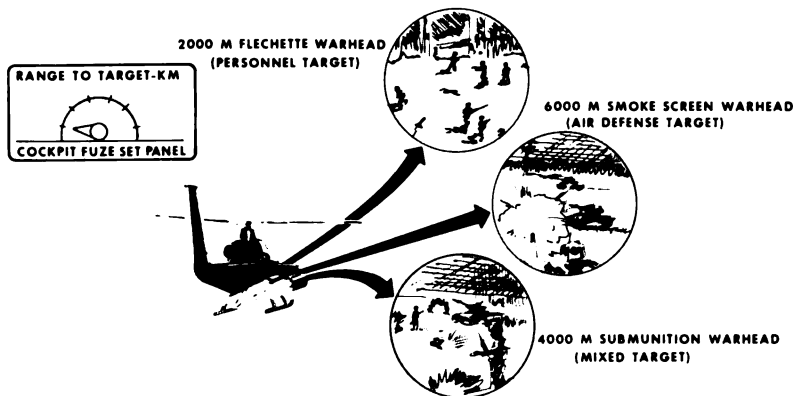 2000 M FLECHETTE WARHEAD
(PERSONNEL TARGET)
RANGE TO TARGET-KM
COCKPIT FUZE SET PANEL
6000 M SMOKE SCREEN WARHEAD
(AIR DEFENSE TARGET)
4000 M SUBMUNITION WARHEAD
(MIXED TARGET)